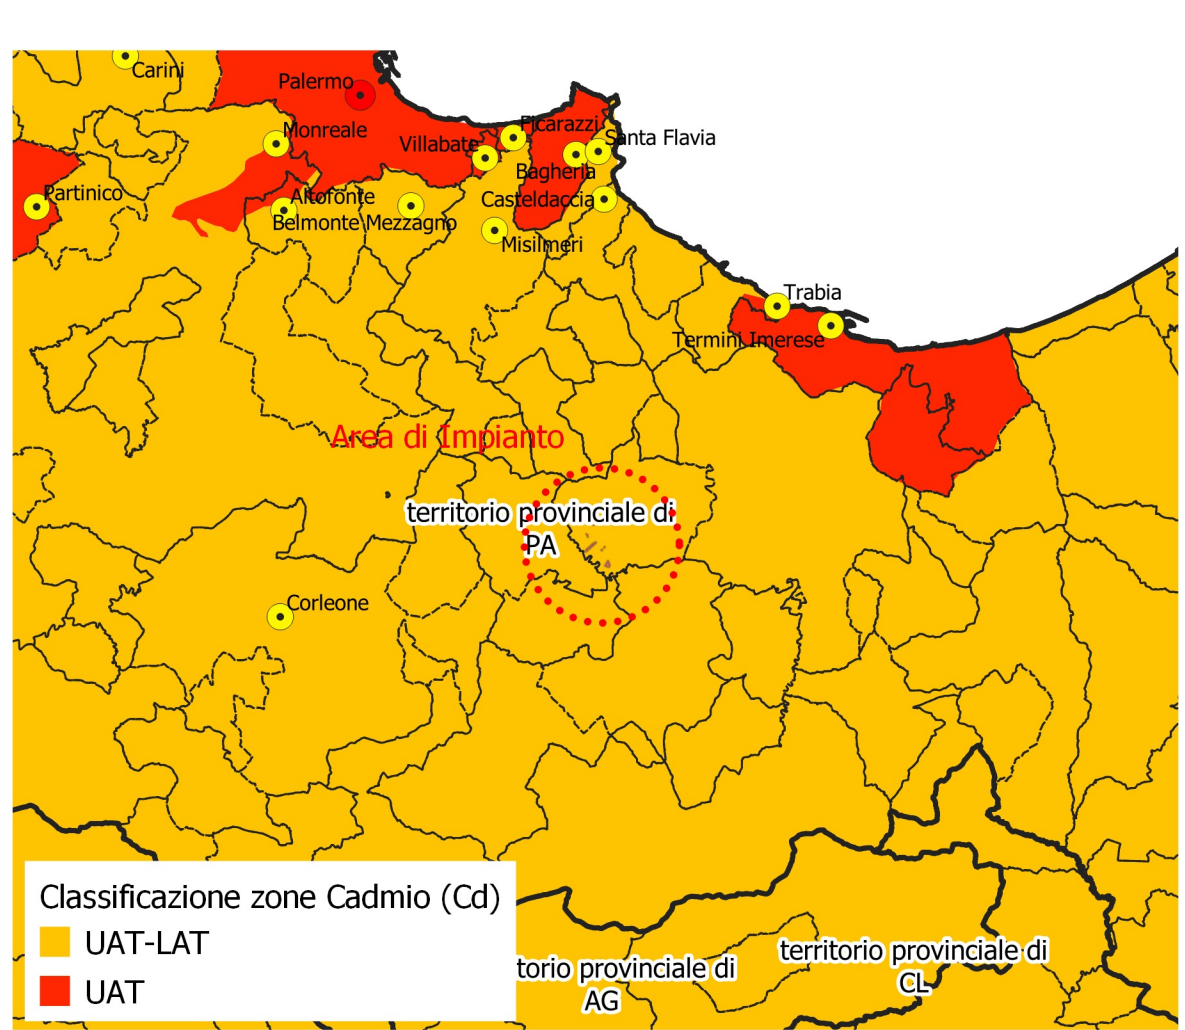 Carini
Palermo
Monreale
Ficarazzi
Villabate
Santa Flavia
Bagheria
Partinico
Altofonte
Casteldaccia
Belmonte Mezzagno
Misilmeri
Trabia
Termini Imerese
Area di Impianto
territorio provinciale di
PA
Corleone
Classificazione zone Cadmio (Cd)
UAT-LAT
UAT
torio provinciale di
AG
territorio provinciale di
CL